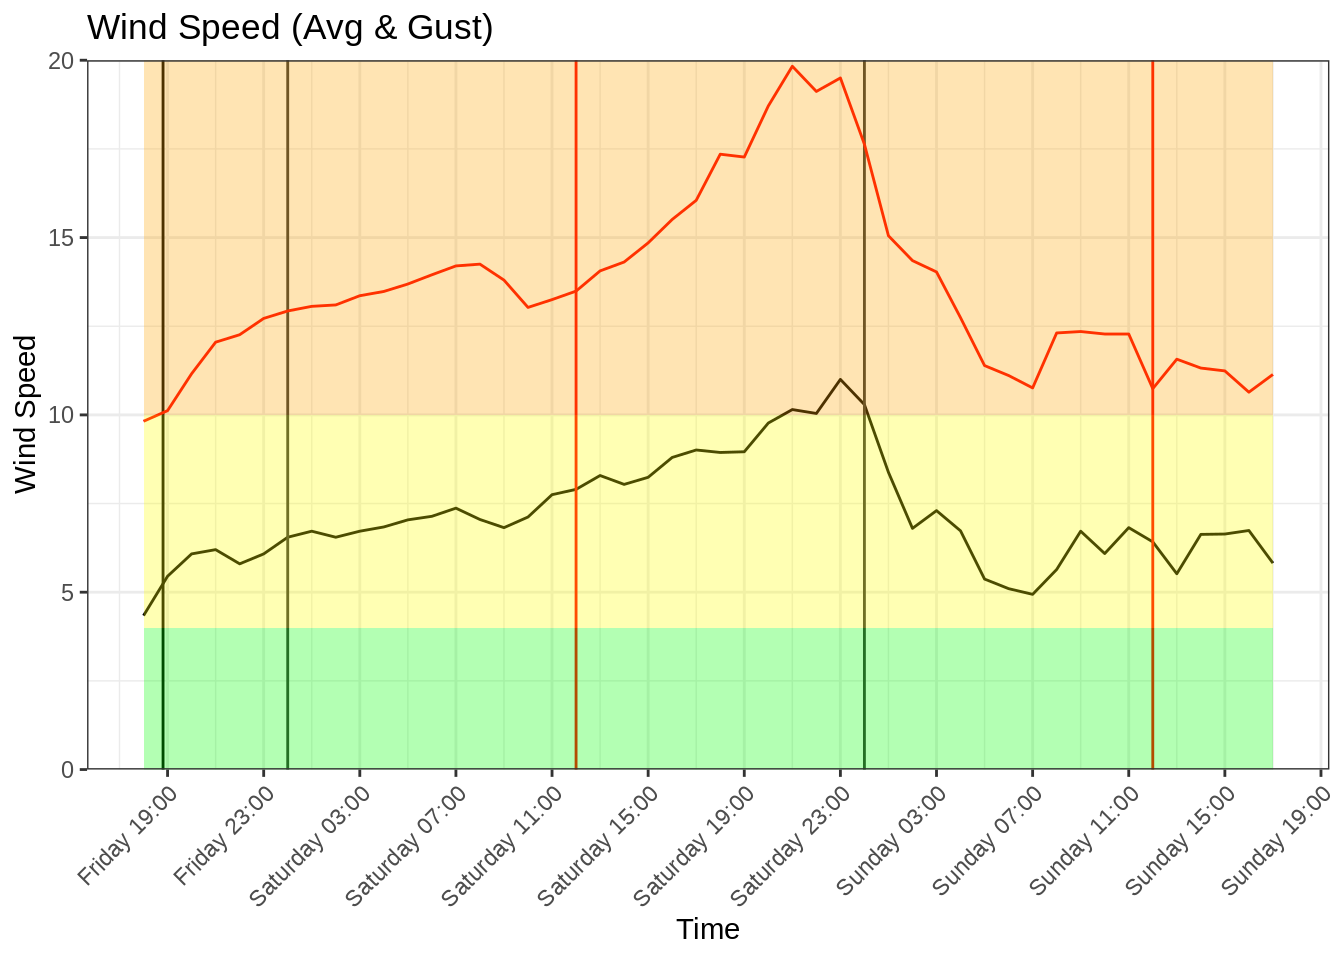 Wind Speed (Avg & Gust)
20
15
10
5
0
Wind Speed
Friday 19:00
Friday 23:00
Saturday 03:00
Saturday 07:00
Saturday 11:00
Saturday 15:00
Saturday 19:00
Saturday 23:00
Sunday 03:00
Sunday 07:00
Sunday 11:00
Sunday 15:00
Sunday 19:00
Time